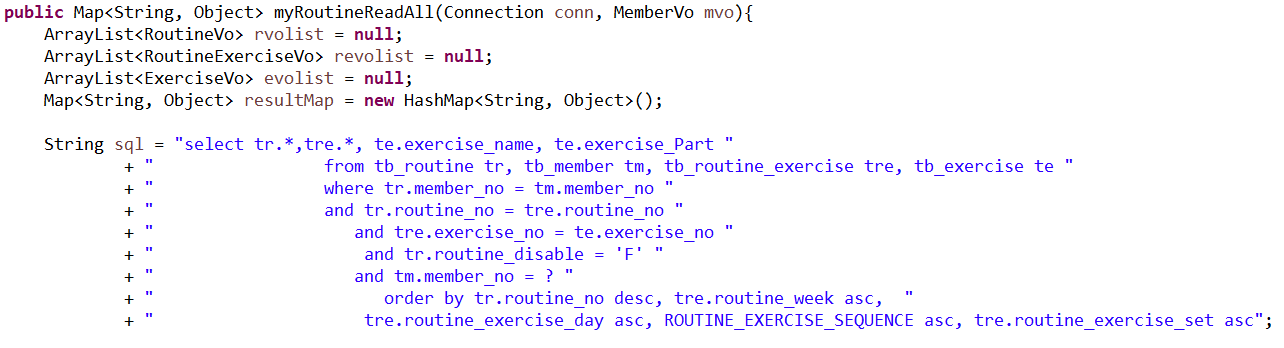 public Map<String, Object> myRoutineReadAll(Connection conn, MemberVo mvo){
    ArrayList<RoutineVo> rvolist = null;
    ArrayList<RoutineExerciseVo> revolist = null;
    ArrayList<ExerciseVo> evolist = null;
    Map<String, Object> resultMap = new HashMap<String, Object>();

    String sql = "select tr.*,tre.*, te.exercise_name, te.exercise_Part "
            + "                 from tb_routine tr, tb_member tm, tb_routine_exercise tre, tb_exercise te "
            + "                 where tr.member_no = tm.member_no "
            + "                 and tr.routine_no = tre.routine_no "
            + "                    and tre.exercise_no = te.exercise_no "
            + "                     and tr.routine_disable = 'F' "
            + "                    and tm.member_no = ? "
            + "                       order by tr.routine_no desc, tre.routine_week asc,  "
            + "                     tre.routine_exercise_day asc, ROUTINE_EXERCISE_SEQUENCE asc, tre.routine_exercise_set asc";